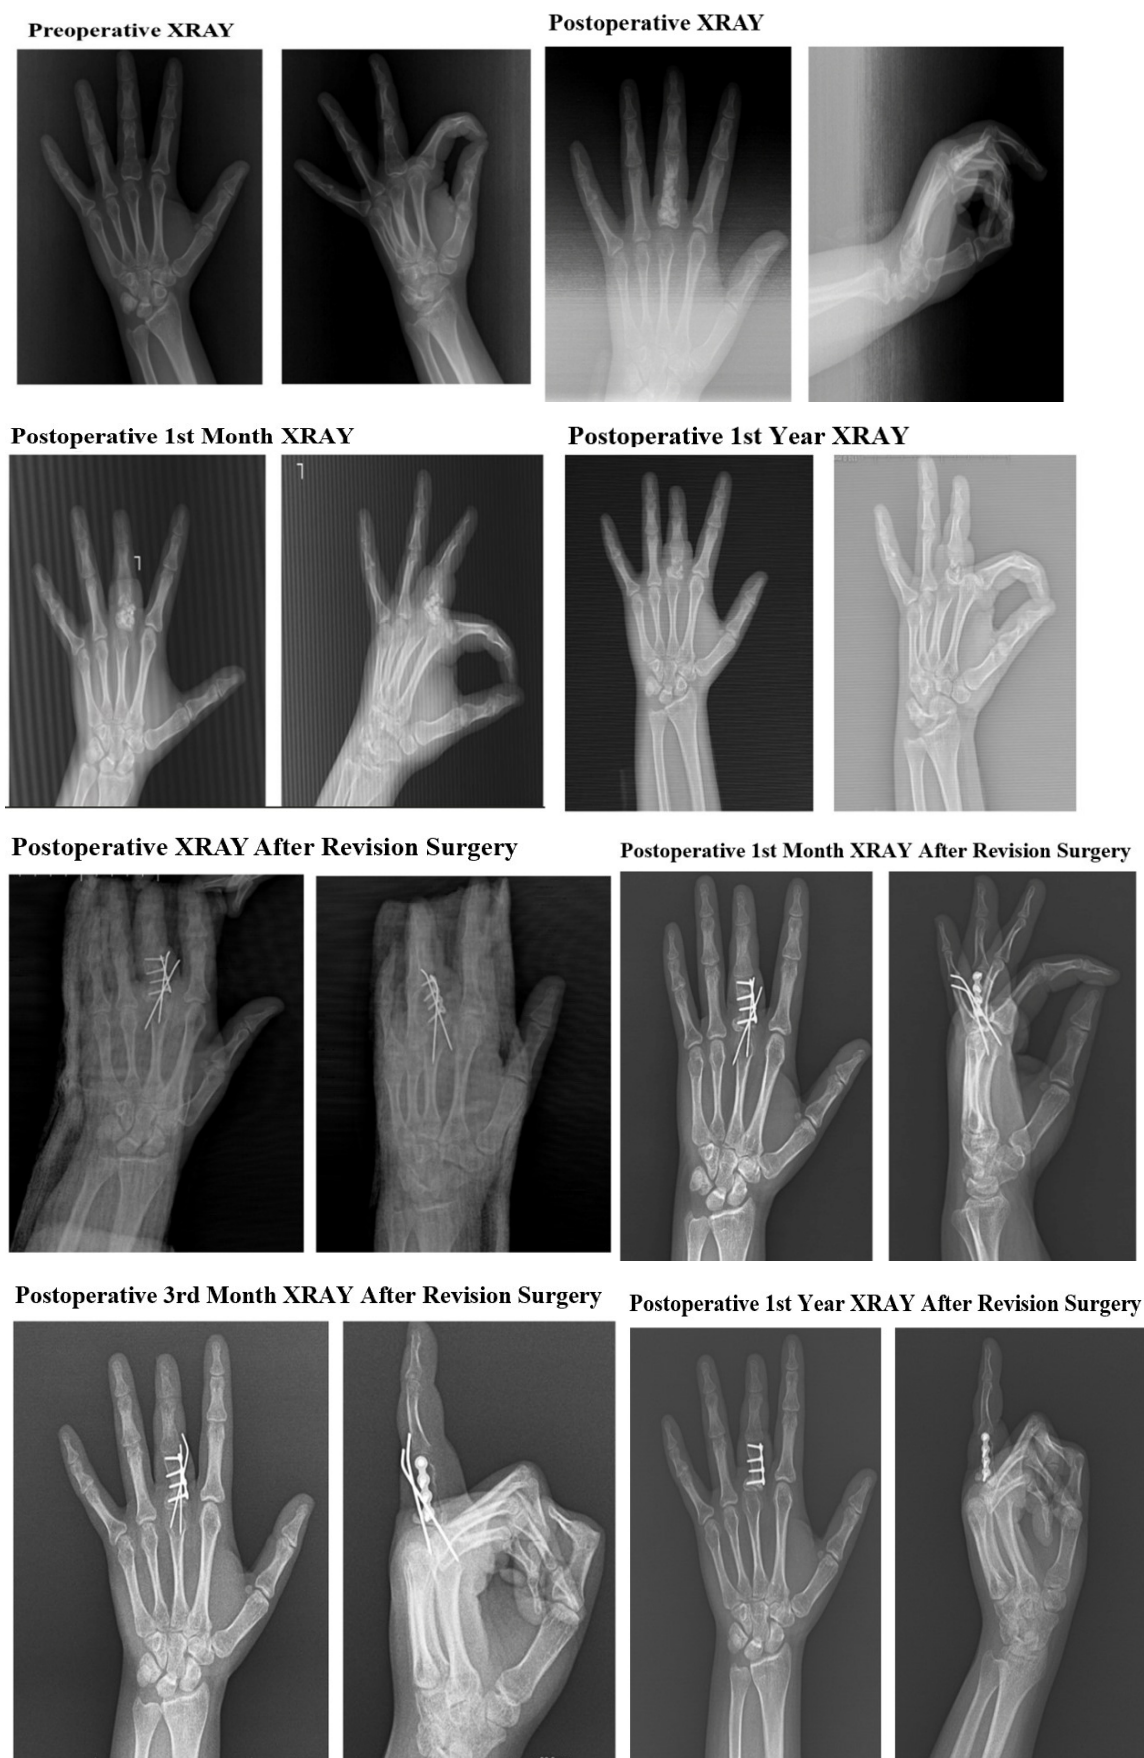 Preoperative XRAY
Postoperative XRAY
Postoperative 1st Month XRAY
Postoperative 1st Year XRAY
Postoperative XRAY After Revision Surgery
Postoperative 1st Month XRAY After Revision Surgery
Postoperative 3rd Month XRAY After Revision Surgery
Postoperative 1st Year XRAY After Revision Surgery